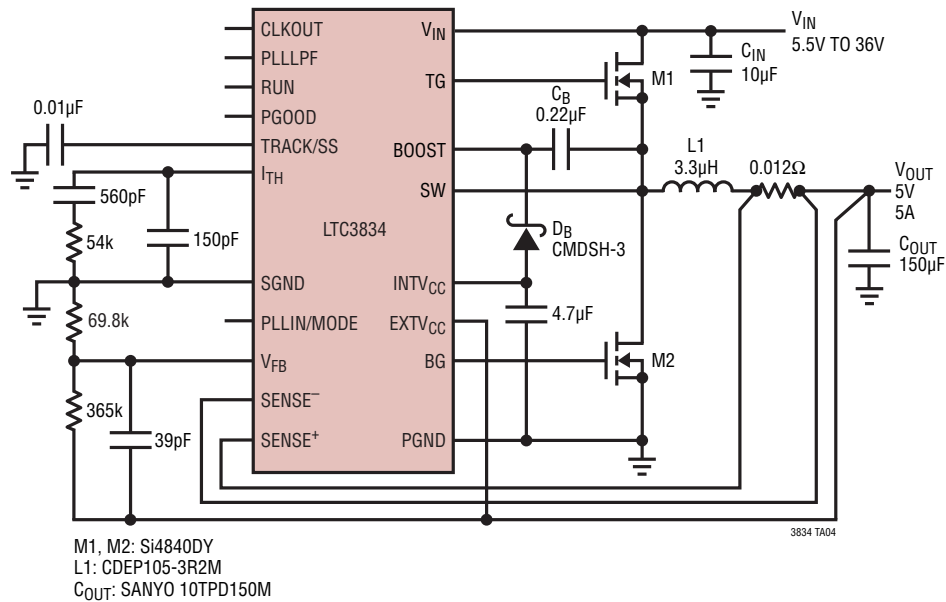 CLKOUT
PLLLPF
RUN
PGOOD
TRACK/SS
ITH
SGND
PLLIN/MODE
VFB
SENSE−
SENSE+
LTC3834
VIN
TG
BOOST
SW
INTVCC
EXTVCC
BG
PGND
0.01µF
560pF
54k
150pF
69.8k
365k
39pF
VIN
5.5V TO 36V
CIN
10µF
M1
CB
0.22µF
L1
3.3µH
0.012Ω
VOUT
5V
5A
COUT
150µF
DB
CMDSH-3
4.7µF
M2
3834 TA04
M1, M2: Si4840DY
L1: CDEP105-3R2M
COUT: SANYO 10TPD150M